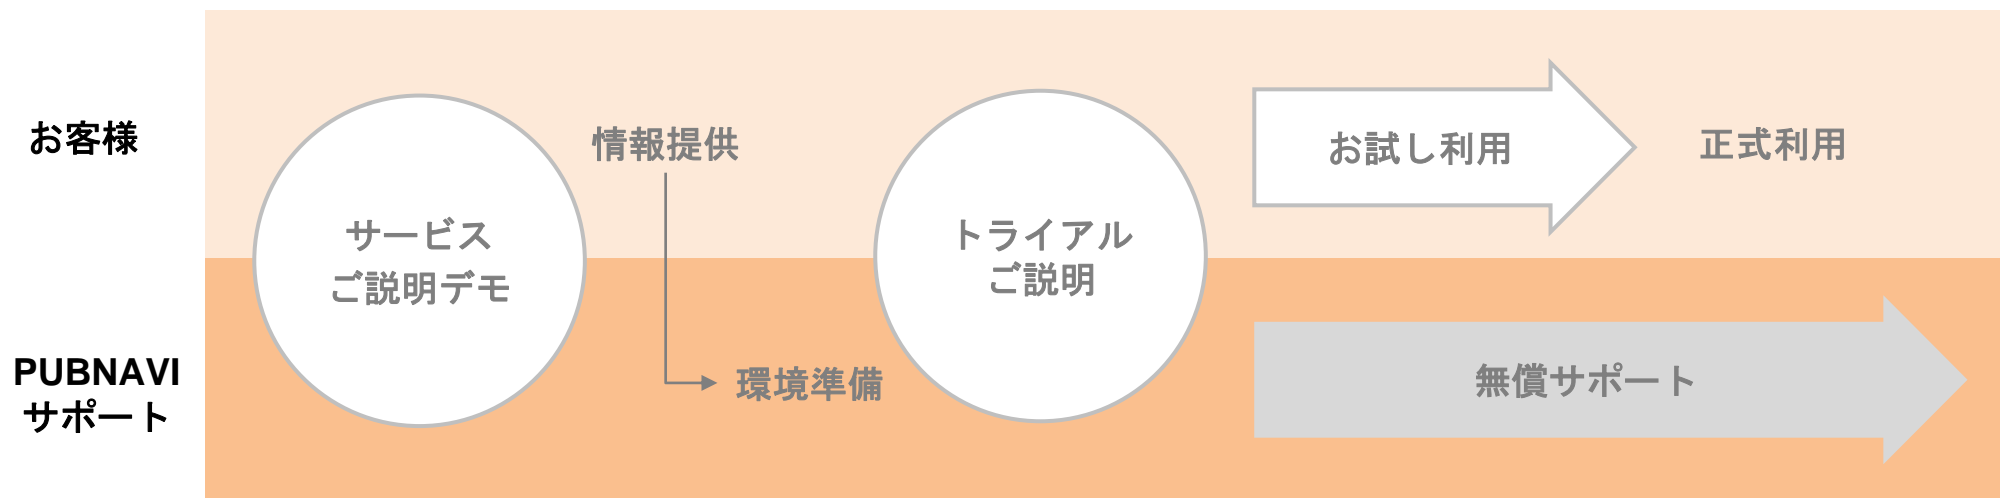 お客様
サービス
ご説明デモ
情報提供
トライアル
ご説明
お試し利用
正式利用
PUBNAVI
サポート
環境準備
無償サポート